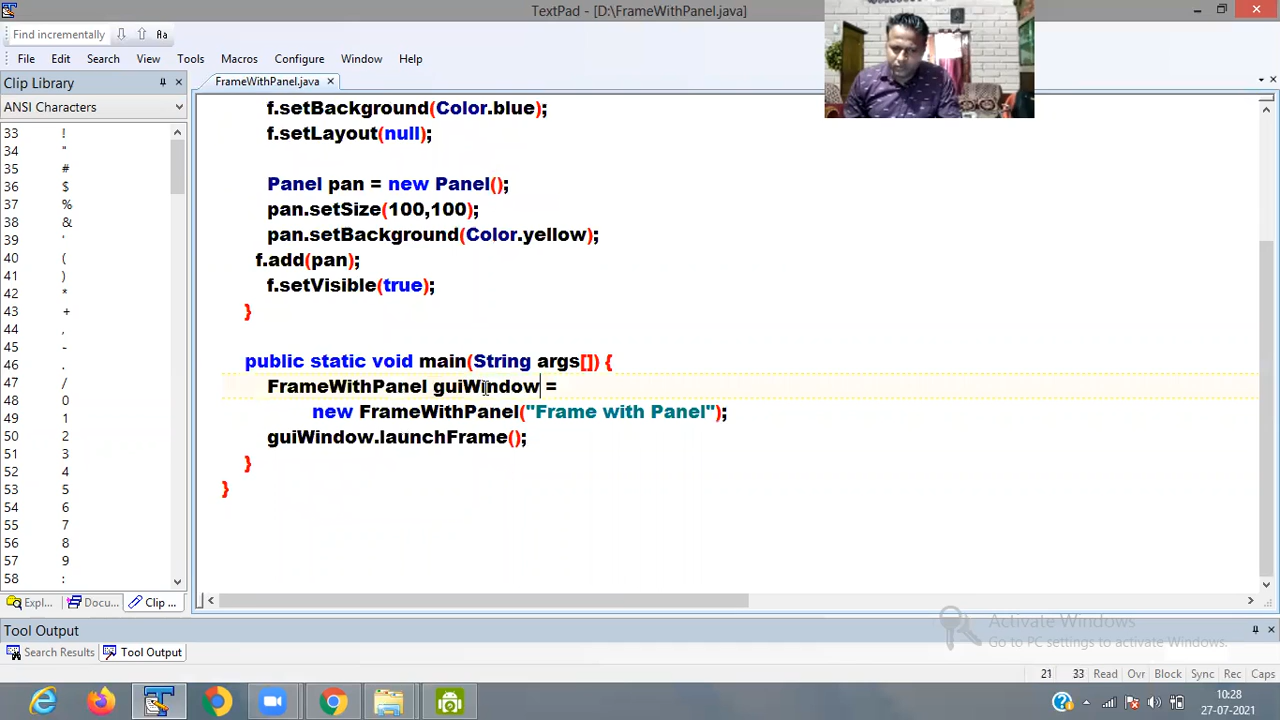 TextPad - [D:\FrameWithPanel.java]
Find incrementally
Aa
File Edit Search View Tools Macros Configure Window Help
Clip Library
FrameWithPanel.java
ANSI Characters
33 !
34 "
35 #
36 $
37 %
38 &
39 '
40 (
41 )
42 *
43 +
44 ,
45 -
46 .
47 /
48 0
49 1
50 2
51 3
52 4
53 5
54 6
55 7
56 8
57 9
58 :
f.setBackground(Color.blue);
f.setLayout(null);
Panel pan = new Panel();
pan.setSize(100,100);
pan.setBackground(Color.yellow);
f.add(pan);
f.setVisible(true);
}
public static void main(String args[]) {
FrameWithPanel guiWindow =
new FrameWithPanel("Frame with Panel");
guiWindow.launchFrame();
}
}
Expl... Docu... Clip ...
Tool Output
Activate Windows
Go to PC settings to activate Windows.
Search Results Tool Output
21 33 Read Ovr Block Sync Rec Caps
10:28
27-07-2021